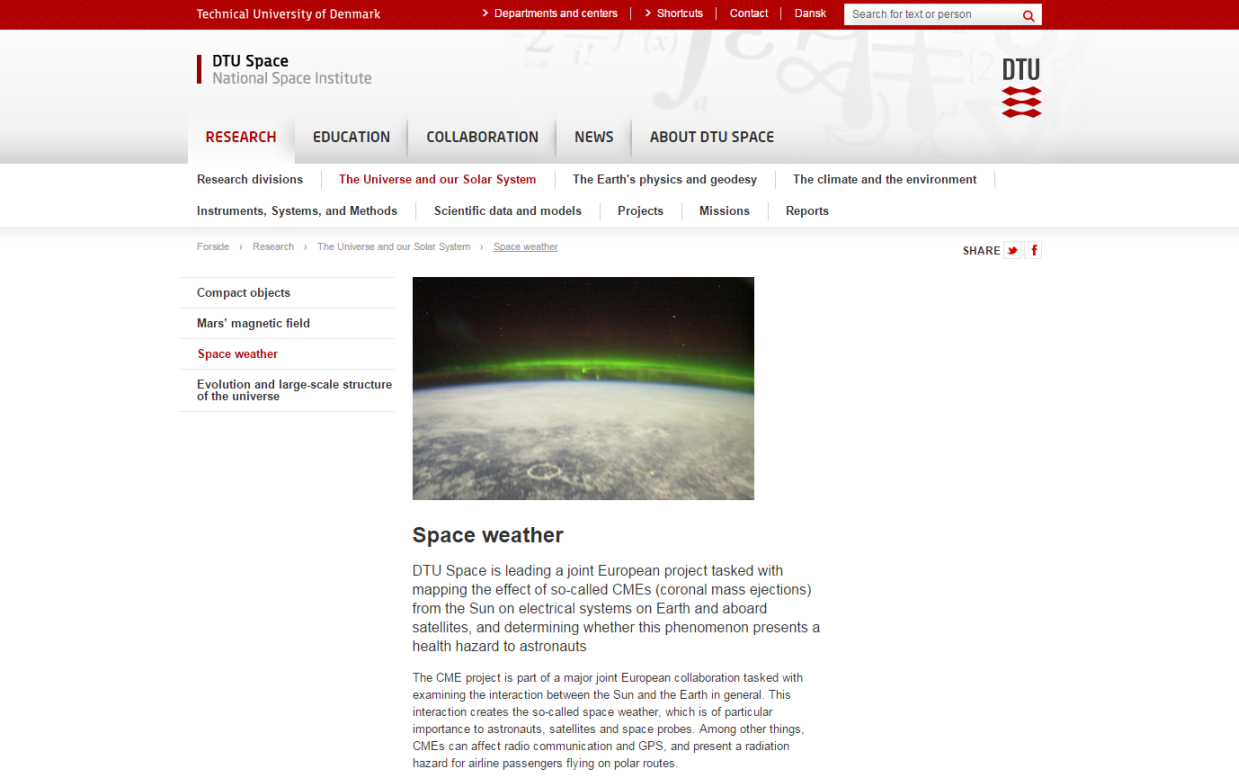 Technical University of Denmark
Departments and centers
Shortcuts
Contact
Dansk
Search for text or person
DTU Space
National Space Institute
DTU
RESEARCH
EDUCATION
COLLABORATION
NEWS
ABOUT DTU SPACE
Research divisions
The Universe and our Solar System
The Earth's physics and geodesy
The climate and the environment
Instruments, Systems, and Methods
Scientific data and models
Projects
Missions
Reports
Forside › Research › The Universe and our Solar System › Space weather
SHARE
Compact objects
Mars’ magnetic field
Space weather
Evolution and large-scale structure
of the universe
Space weather
DTU Space is leading a joint European project tasked with
mapping the effect of so-called CMEs (coronal mass ejections)
from the Sun on electrical systems on Earth and aboard
satellites, and determining whether this phenomenon presents a
health hazard to astronauts
The CME project is part of a major joint European collaboration tasked with
examining the interaction between the Sun and the Earth in general. This
interaction creates the so-called space weather, which is of particular
importance to astronauts, satellites and space probes. Among other things,
CMEs can affect radio communication and GPS, and present a radiation
hazard for airline passengers flying on polar routes.